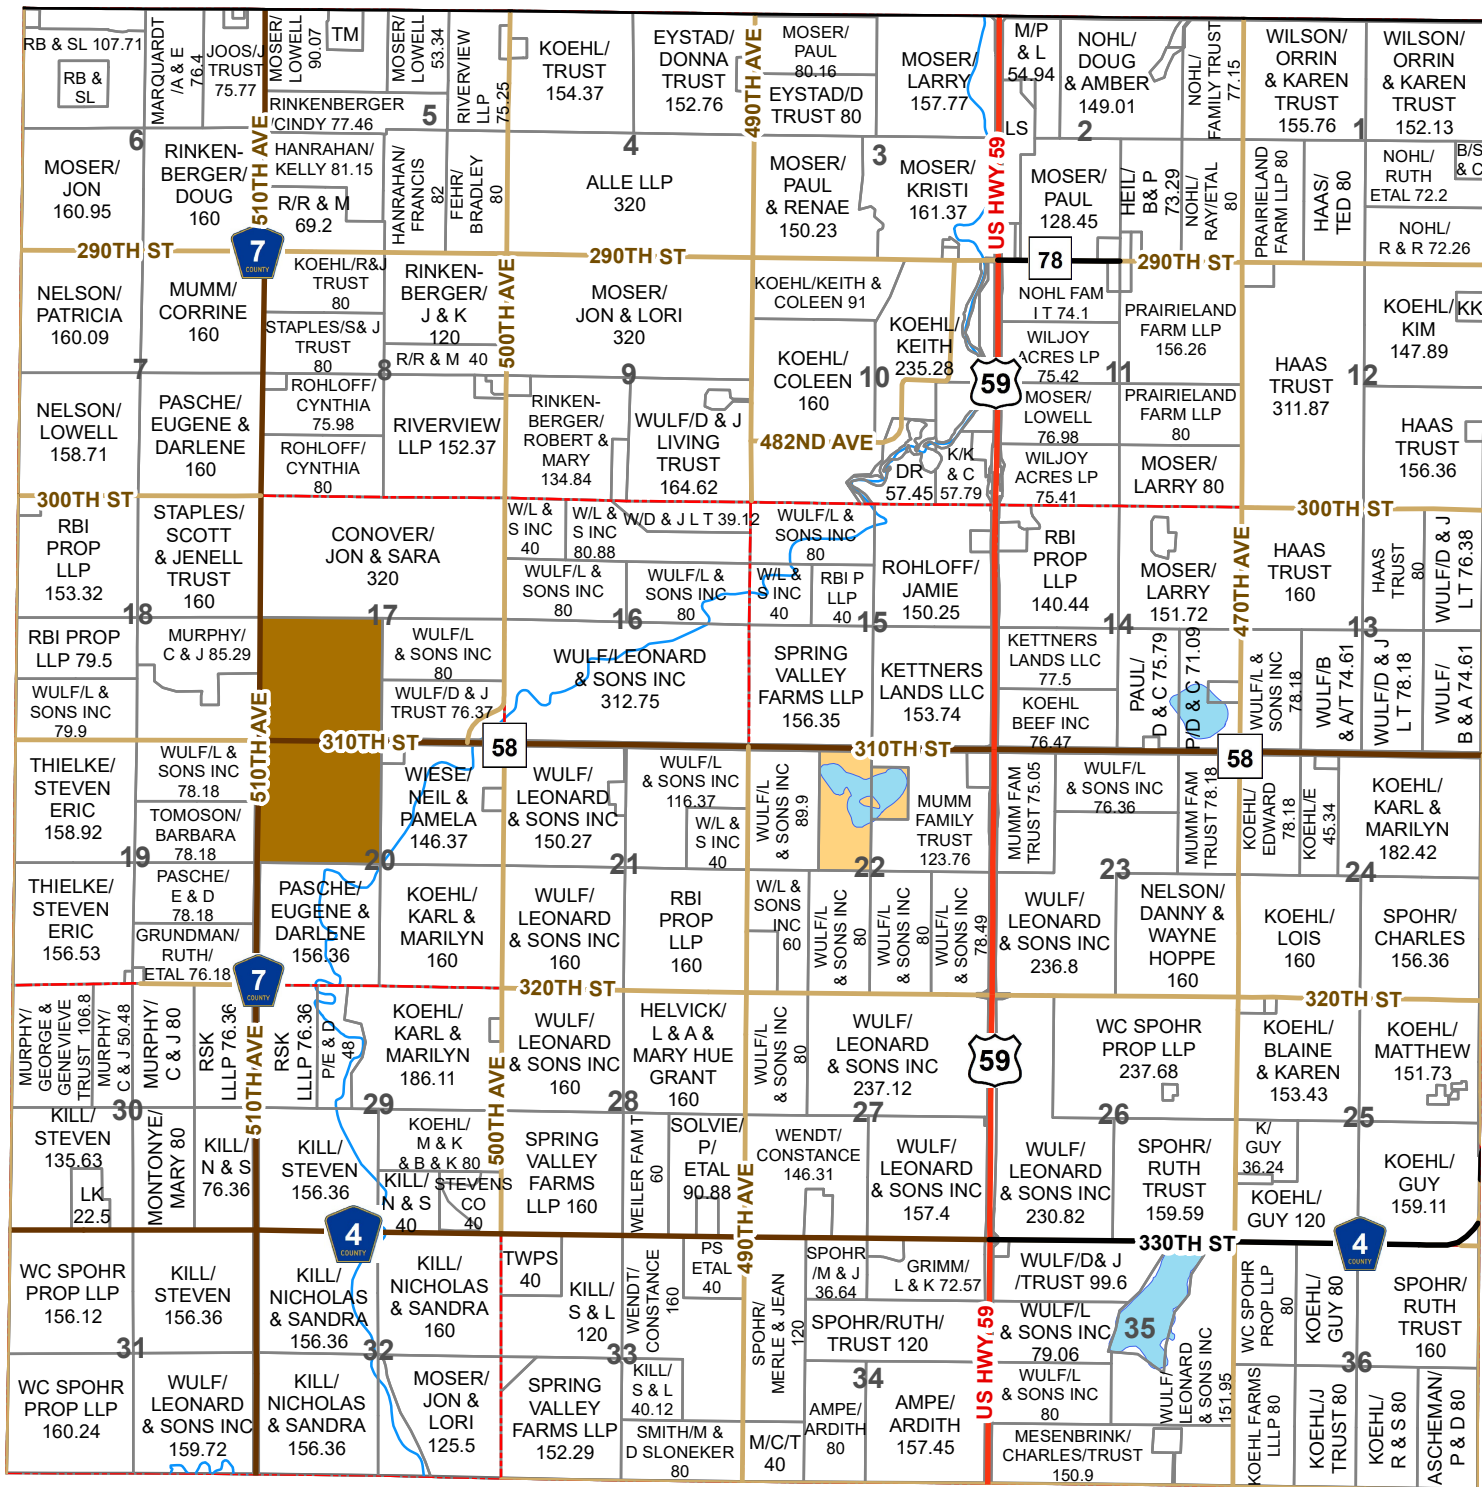 RB & SL 107.71
RB &
SL
MARQUARDT
/A & E
76.4
JOOS/J
TRUST
75.77
MOSER/
LOWELL
90.07
TM
MOSER/
LOWELL
53.34
RIVERVIEW
LLP
75.25
KOEHL/
TRUST
154.37
EYSTAD/
DONNA
TRUST
152.76
490TH AVE
MOSER/
PAUL
80.16
EYSTAD/D
TRUST 80
MOSER/
LARRY
157.77
M/P
& L
54.94
LS
NOHL/
DOUG
& AMBER
149.01
NOHL/
FAMILY TRUST
77.15
WILSON/
ORRIN
& KAREN
TRUST
155.76
WILSON/
ORRIN
& KAREN
TRUST
152.13
RINKENBERGER
/CINDY 77.46
6
5
4
3
2
1
MOSER/
JON
160.95
RINKEN-
BERGER/
DOUG
160
510TH AVE
HANRAHAN/
KELLY 81.15
R/R & M
69.2
HANRAHAN/
FRANCIS
82
FEHR/
BRADLEY
80
ALLE LLP
320
MOSER/
PAUL
& RENAE
150.23
MOSER/
KRISTI
161.37
US HWY 59
MOSER/
PAUL
128.45
HEIL/
B& P
73.29
NOHL/
RAY/ETAL
80
PRAIRIELAND
FARM LLP 80
HAAS/
TED 80
NOHL/
RUTH
ETAL 72.2
B/S
& C
NOHL/
R & R 72.26
290TH ST
7
COUNTY
290TH ST
78
290TH ST
NELSON/
PATRICIA
160.09
MUMM/
CORRINE
160
KOEHL/R&J
TRUST
80
STAPLES/S& J
TRUST
80
RINKEN-
BERGER/
J & K
120
R/R & M 40
500TH AVE
MOSER/
JON & LORI
320
KOEHL/KEITH &
COLEEN 91
KOEHL/
KEITH
235.28
KOEHL/
COLEEN
160
NOHL FAM
I T 74.1
WILJOY
ACRES LP
75.42
PRAIRIELAND
FARM LLP
156.26
HAAS
TRUST
311.87
KOEHL/
KIM
147.89
KK
7
8
9
10
59
11
12
NELSON/
LOWELL
158.71
PASCHE/
EUGENE &
DARLENE
160
ROHLOFF/
CYNTHIA
75.98
ROHLOFF/
CYNTHIA
80
RIVERVIEW
LLP 152.37
RINKEN-
BERGER/
ROBERT &
MARY
134.84
WULF/D & J
LIVING
TRUST
164.62
482ND AVE
DR
57.45
K/K
& C
57.79
MOSER/
LOWELL
76.98
WILJOY
ACRES LP
75.41
PRAIRIELAND
FARM LLP
80
MOSER/
LARRY 80
HAAS
TRUST
156.36
300TH ST
300TH ST
RBI
PROP
LLP
153.32
STAPLES/
SCOTT
& JENELL
TRUST
160
CONOVER/
JON & SARA
320
W/L &
S INC
40
W/L &
S INC
80.88
W/D & J L T 39.12
WULF/L &
SONS INC
80
WULF/L &
SONS INC
80
WULF/L &
SONS INC
80
W/L &
S INC
40
RBI P
LLP
40
ROHLOFF/
JAMIE
150.25
RBI
PROP
LLP
140.44
MOSER/
LARRY
151.72
470TH AVE
HAAS
TRUST
160
HAAS
TRUST
80
WULF/D & J
L T 76.38
18
17
16
15
14
13
RBI PROP
LLP 79.5
WULF/L &
SONS INC
79.9
MURPHY/
C & J 85.29
510TH AVE
WULF/L
& SONS INC
80
WULF/D & J
TRUST 76.37
WULF/LEONARD
& SONS INC
312.75
SPRING
VALLEY
FARMS LLP
156.35
KETTNERS
LANDS LLC
153.74
KETTNERS
LANDS LLC
77.5
KOEHL
BEEF INC
76.47
PAUL/
D & C 75.79
P/D & C 71.09
WULF/L &
SONS INC
78.18
WULF/B
& A/T 74.61
WULF/D & J
L T 78.18
WULF/
B & A 74.61
310TH ST
58
310TH ST
58
THIELKE/
STEVEN
ERIC
158.92
WULF/L &
SONS INC
78.18
TOMOSON/
BARBARA
78.18
WIESE/
NEIL &
PAMELA
146.37
WULF/
LEONARD
& SONS INC
150.27
WULF/L
& SONS INC
116.37
W/L &
S INC
40
WULF/L
& SONS INC
89.9
MUMM
FAMILY
TRUST
123.76
MUMM FAM
TRUST 75.05
WULF/L
& SONS INC
76.36
MUMM FAM
TRUST 78.18
KOEHL/
EDWARD
78.18
KOEHL/E
45.34
KOEHL/
KARL &
MARILYN
182.42
19
20
21
22
23
24
THIELKE/
STEVEN
ERIC
156.53
PASCHE/
E & D
78.18
GRUNDMAN/
RUTH/
ETAL 76.18
PASCHE/
EUGENE &
DARLENE
156.36
KOEHL/
KARL &
MARILYN
160
WULF/
LEONARD
& SONS INC
160
RBI
PROP
LLP
160
W/L &
SONS
INC
60
WULF/L
& SONS INC
80
WULF/L
& SONS INC
80
WULF/L
& SONS INC
78.49
WULF/
LEONARD
& SONS INC
236.8
NELSON/
DANNY &
WAYNE
HOPPE
160
KOEHL/
LOIS
160
SPOHR/
CHARLES
156.36
7
COUNTY
320TH ST
320TH ST
MURPHY/
GEORGE &
GENEVIEVE
TRUST 106.8
MURPHY/
C & J 50.48
MURPHY/
C & J 80
RSK
LLLP 76.36
510TH AVE
RSK
LLLP 76.36
P/E & D
48
KOEHL/
KARL &
MARILYN
186.11
500TH AVE
WULF/
LEONARD
& SONS INC
160
HELVICK/
L & A &
MARY HUE
GRANT
160
WULF/L
& SONS INC
80
WULF/
LEONARD
& SONS INC
237.12
59
WC SPOHR
PROP LLP
237.68
KOEHL/
BLAINE
& KAREN
153.43
KOEHL/
MATTHEW
151.73
30
29
28
27
26
25
KILL/
STEVEN
135.63
LK
22.5
MONTONYE/
MARY 80
KILL/
N & S
76.36
KILL/
STEVEN
156.36
KOEHL/
M & K
& B & K 80
KILL/
N & S
40
STEVENS
CO
40
SPRING
VALLEY
FARMS
LLP 160
WEILER FAM T
60
SOLVIE/
P/
ETAL
90.88
490TH AVE
WENDT/
CONSTANCE
146.31
WULF/
LEONARD
& SONS INC
157.4
WULF/
LEONARD
& SONS INC
230.82
SPOHR/
RUTH
TRUST
159.59
K/
GUY
36.24
KOEHL/
GUY 120
KOEHL/
GUY
159.11
4
COUNTY
330TH ST
4
COUNTY
WC SPOHR
PROP LLP
156.12
KILL/
STEVEN
156.36
KILL/
NICHOLAS
& SANDRA
156.36
KILL/
NICHOLAS
& SANDRA
160
TWPS
40
KILL/
S & L
120
WENDT/
CONSTANCE
160
PS
ETAL
40
SPOHR/
MERLE & JEAN
120
SPOHR
/M & J
36.64
GRIMM/
L & K 72.57
SPOHR/RUTH/
TRUST 120
US HWY 59
WULF/D& J
/TRUST 99.6
WULF/L
& SONS INC
79.06
35
WULF/
LEONARD
& SONS INC
151.95
WC SPOHR
PROP LLP
80
KOEHL/
GUY 80
SPOHR/
RUTH
TRUST
160
31
32
33
34
36
WC SPOHR
PROP LLP
160.24
WULF/
LEONARD
& SONS INC
159.72
KILL/
NICHOLAS
& SANDRA
156.36
MOSER/
JON &
LORI
125.5
SPRING
VALLEY
FARMS LLP
152.29
KILL/
S & L
40.12
SMITH/M &
D SLONEKER
80
M/C/T
40
AMPE/
ARDITH
80
AMPE/
ARDITH
157.45
WULF/L
& SONS INC
80
MESENBRINK/
CHARLES/TRUST
150.9
KOEHL FARMS
LLLP 80
KOEHL/J
TRUST 80
KOEHL/
R & S 80
ASCHEMAN/
P & D 80